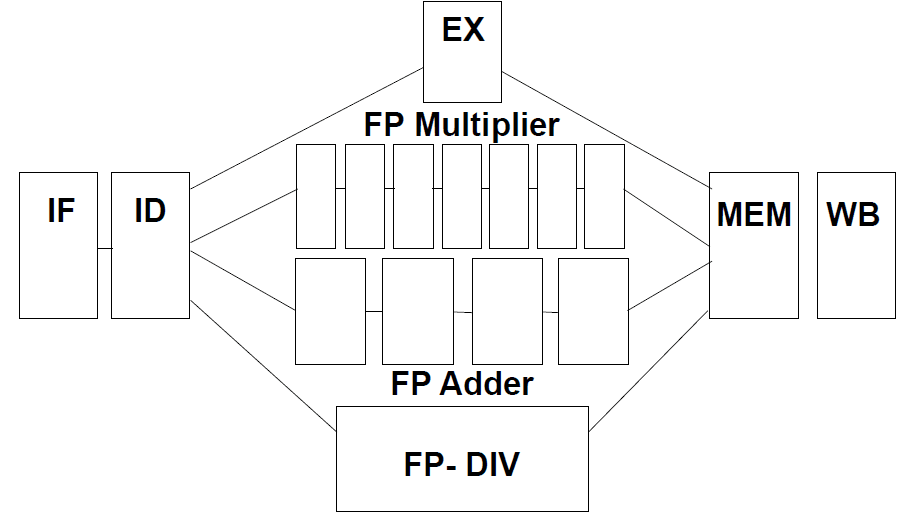 EX
FP Multiplier
IF
ID
MEM
WB
FP Adder
FP- DIV